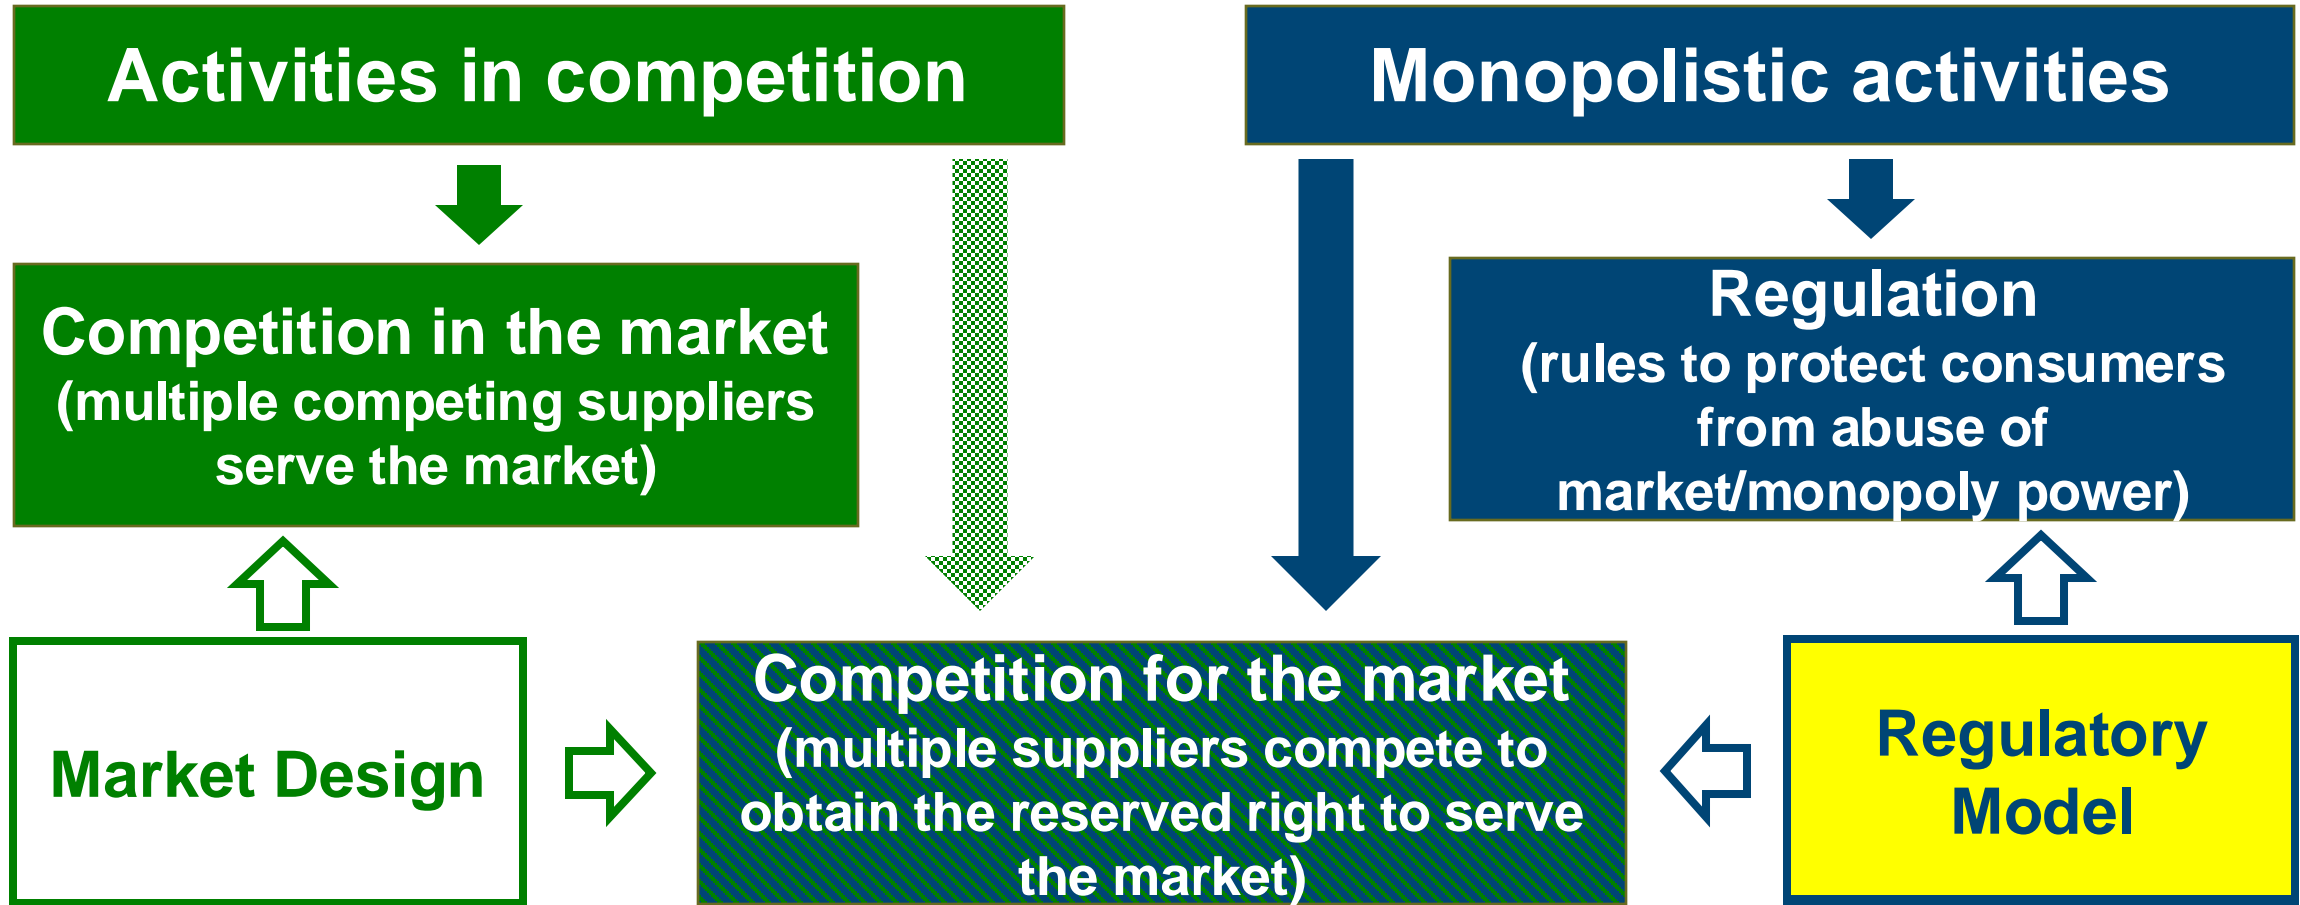 Activities in competition
Monopolistic activities
Competition in the market
(multiple competing suppliers
serve the market)
Regulation
(rules to protect consumers
from abuse of
market/monopoly power)
Market Design
Competition for the market
(multiple suppliers compete to
obtain the reserved right to serve
the market)
Regulatory
Model